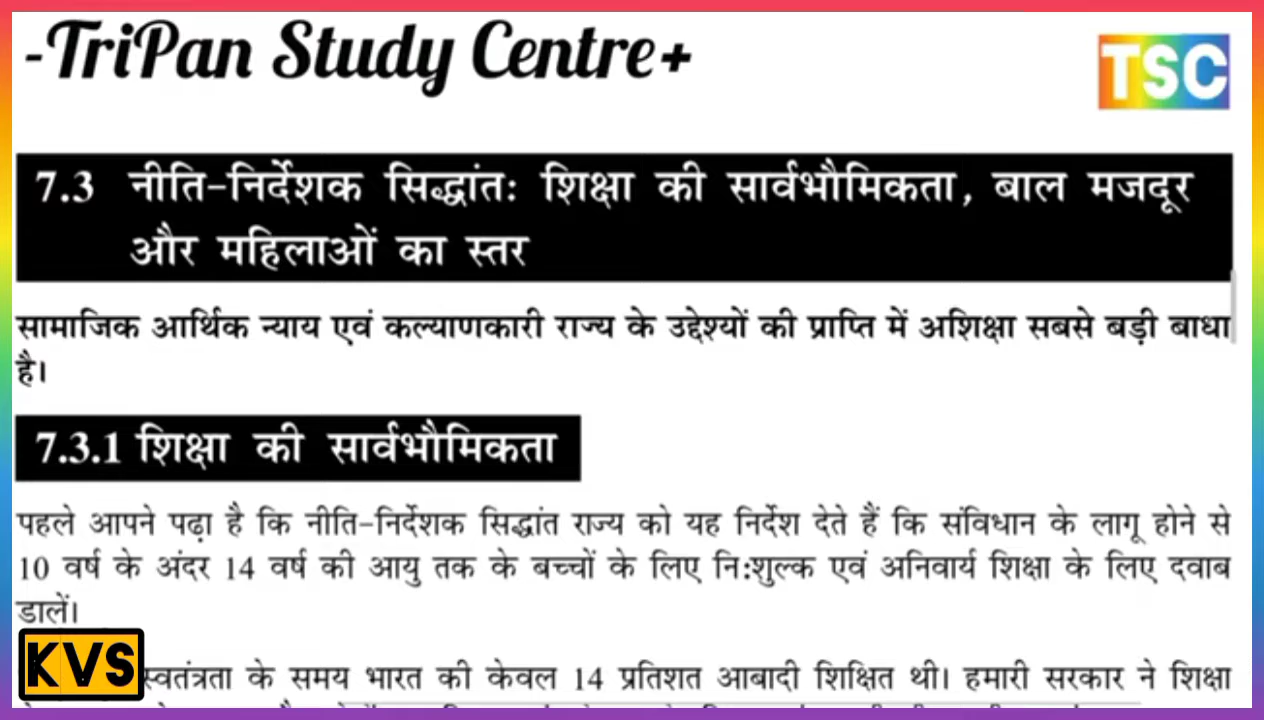 -TriPan Study Centre+
TSC
7.3 नीति-निर्देशक सिद्धांतः शिक्षा की सार्वभौमिकता, बाल मजदूर
और महिलाओं का स्तर
सामाजिक आर्थिक न्याय एवं कल्याणकारी राज्य के उद्देश्यों की प्राप्ति में अशिक्षा सबसे बड़ी बाधा
है।
7.3.1 शिक्षा की सार्वभौमिकता
पहले आपने पढ़ा है कि नीति-निर्देशक सिद्धांत राज्य को यह निर्देश देते हैं कि संविधान के लागू होने से
10 वर्ष के अंदर 14 वर्ष की आयु तक के बच्चों के लिए नि:शुल्क एवं अनिवार्य शिक्षा के लिए दवाब
डालें।
KVS
स्वतंत्रता के समय भारत की केवल 14 प्रतिशत आबादी शिक्षित थी। हमारी सरकार ने शिक्षा